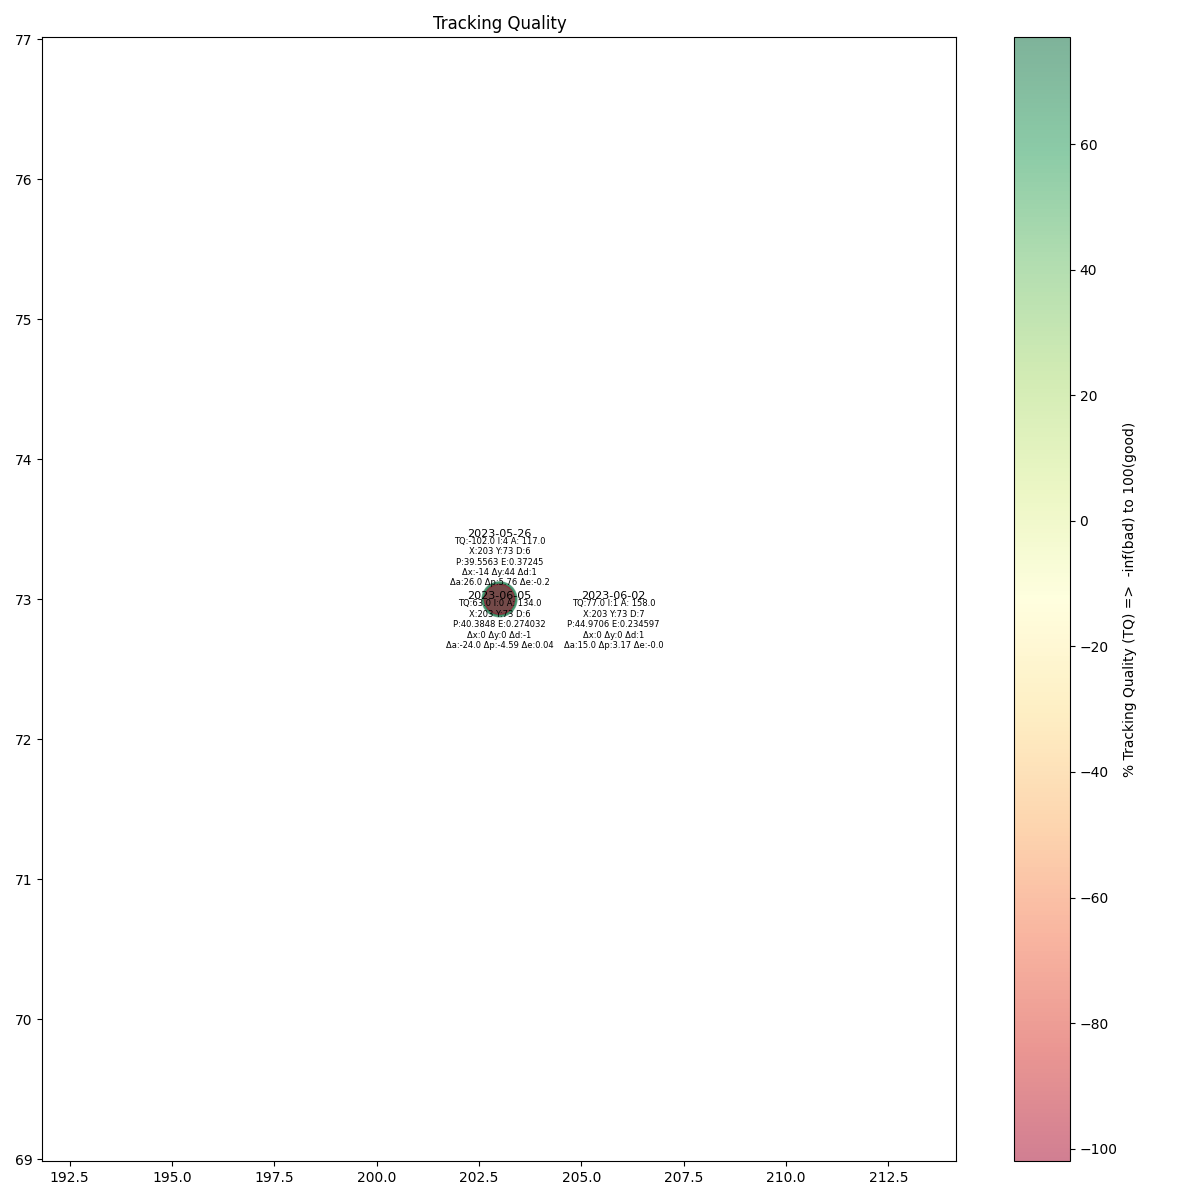 Tracking Quality
77
76
75
74
73
72
71
70
69
192.5 195.0 197.5 200.0 202.5 205.0 207.5 210.0 212.5
2023-05-26
TQ:-102.0 I:4 A: 117.0
X:203 Y:73 D:6
P:39.5563 E:0.37245
Δx:-14 Δy:44 Δd:1
Δa:26.0 Δp:5.76 Δe:-0.2
2023-06-05
TQ:63.0 I:0 A: 134.0
X:203 Y:73 D:6
P:40.3848 E:0.274032
Δx:0 Δy:0 Δd:-1
Δa:-24.0 Δp:-4.59 Δe:0.04
2023-06-02
TQ:77.0 I:1 A: 158.0
X:203 Y:73 D:7
P:44.9706 E:0.234597
Δx:0 Δy:0 Δd:1
Δa:15.0 Δp:3.17 Δe:-0.0
60
40
20
0
−20
−40
−60
−80
−100
% Tracking Quality (TQ) => -inf(bad) to 100(good)